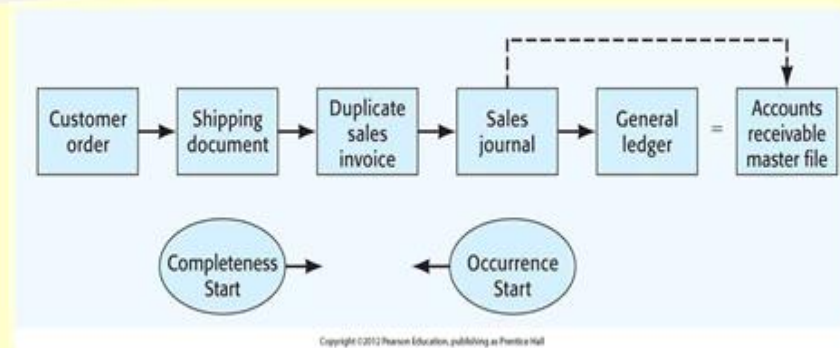 Customer
order
Shipping
document
Duplicate
sales
invoice
Sales
journal
General
ledger
=
Accounts
receivable
master file
Completeness
Start
Occurrence
Start
Copyright ©2012 Pearson Education, publishing as Prentice Hall